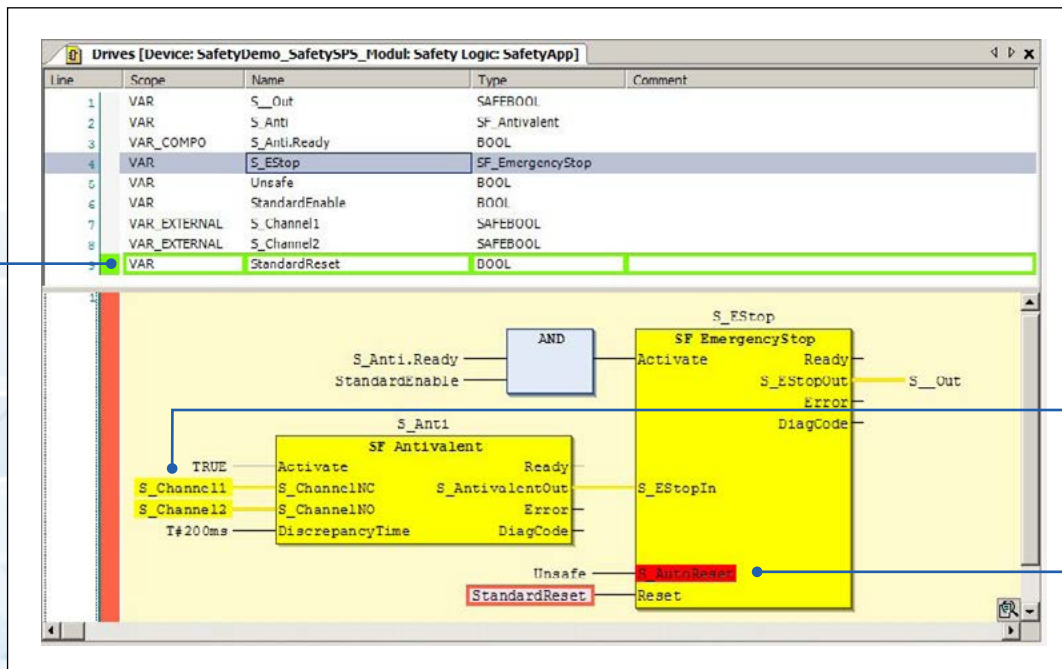 Drives [Device: SafetyDemo_SafetySPS_Modul: Safety Logic: SafetyApp]
Line Scope Name Type Comment
1 VAR S__Out SAFEBOOL
2 VAR S_Anti SF_Antivalent
3 VAR_COMPO S_Anti.Ready BOOL
4 VAR S_EStop SF_EmergencyStop
5 VAR Unsafe BOOL
6 VAR StandardEnable BOOL
7 VAR_EXTERNAL S_Channel1 SAFEBOOL
8 VAR_EXTERNAL S_Channel2 SAFEBOOL
9 VAR StandardReset BOOL
1
S_EStop
AND SF EmergencyStop
S_Anti.Ready Activate Ready
StandardEnable S_EStopOut S__Out
Error
S_Anti DiagCode
SF Antivalent
TRUE Activate Ready
S_Channel1 S_ChannelNC S_AntivalentOut S_EStopIn
S_Channel2 S_ChannelNO Error
T#200ms DiscrepancyTime DiagCode
Unsafe S_AutoReset
StandardReset Reset